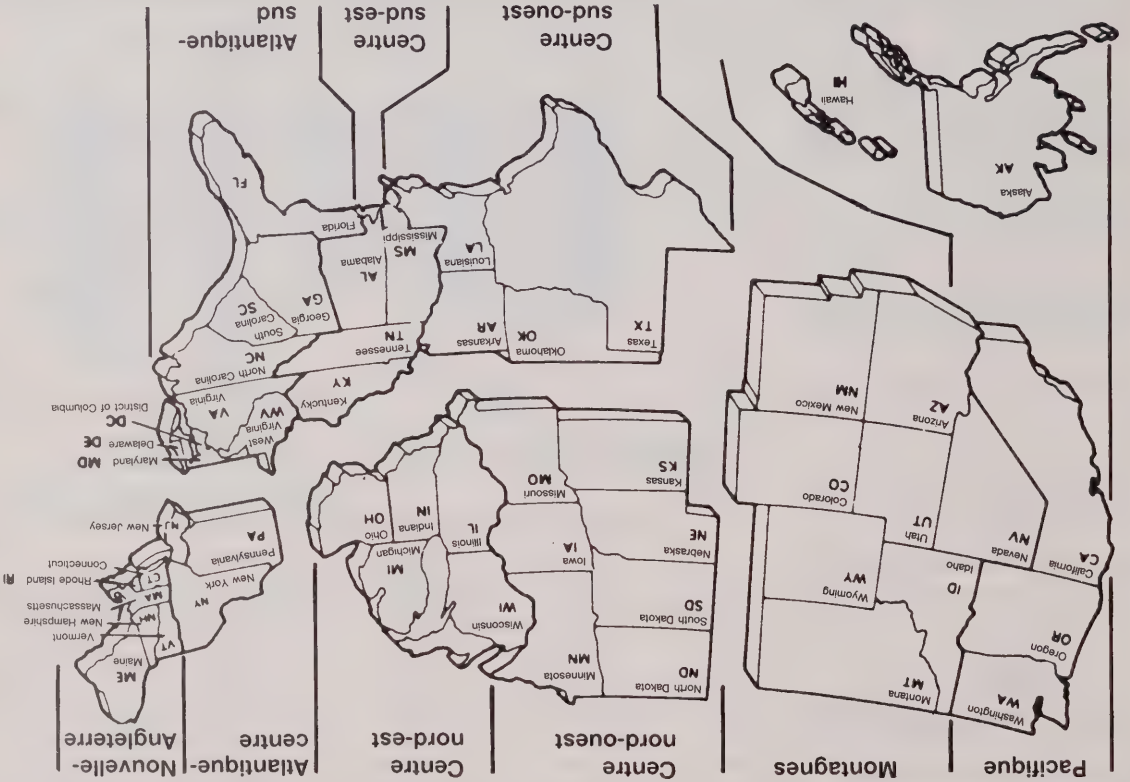 Pacifique
Montagnes
Centre
nord-ouest
Centre
nord-est
Atlantique-
centre
Nouvelle-
Angleterre
Washington
WA
Oregon
OR
California
CA
Nevada
NV
Idaho
ID
Montana
MT
Wyoming
WY
Utah
UT
Colorado
CO
Arizona
AZ
New Mexico
NM
North Dakota
ND
South Dakota
SD
Nebraska
NE
Kansas
KS
Minnesota
MN
Iowa
IA
Missouri
MO
Wisconsin
WI
Michigan
MI
Illinois
IL
Indiana
IN
Ohio
OH
Maine
ME
Vermont
VT
New Hampshire
NH
Massachusetts
MA
Rhode Island
RI
Connecticut
CT
New York
NY
Pennsylvania
PA
New Jersey
NJ
Maryland MD
Delaware DE
District of Columbia
DC
West
Virginia
WV
Virginia
VA
Kentucky
KY
Tennessee
TN
North Carolina
NC
South
Carolina
SC
Georgia
GA
Alabama
AL
Mississippi
MS
Florida
FL
Texas
TX
Oklahoma
OK
Arkansas
AR
Louisiana
LA
Alaska
AK
Hawaii
HI
Centre
sud-ouest
Centre
sud-est
Atlantique-
sud